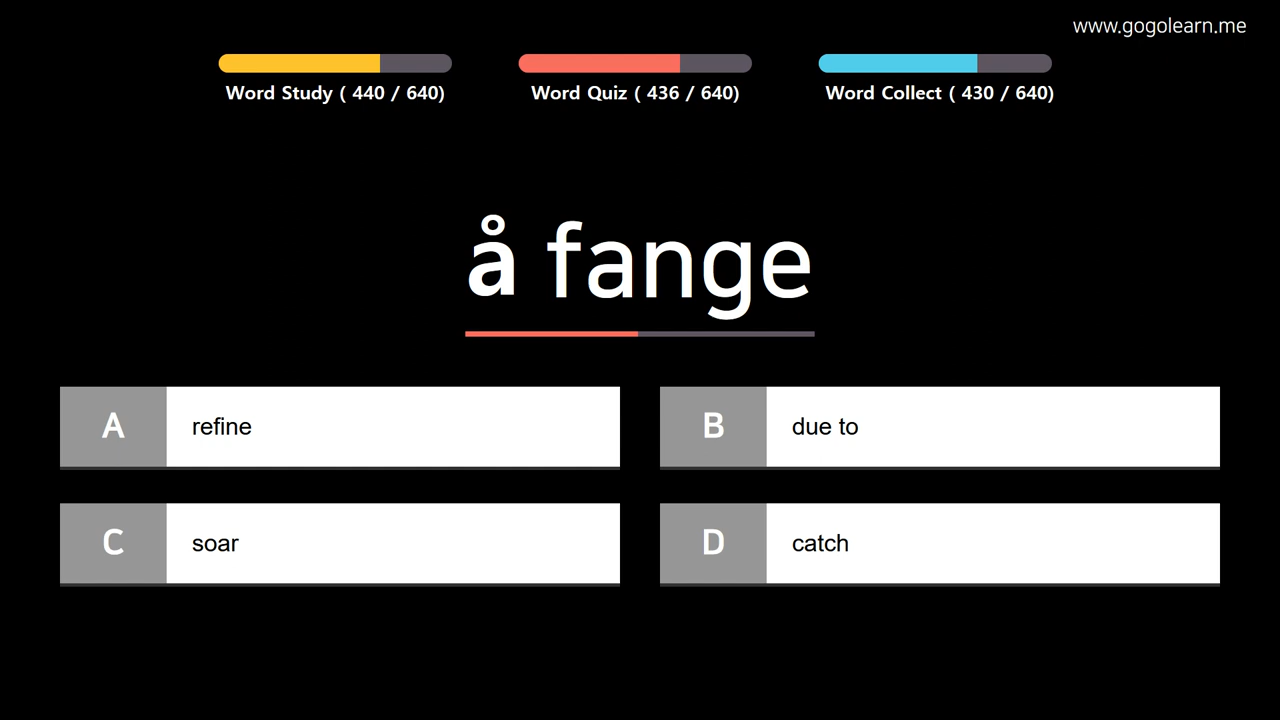 www.gogolearn.me
Word Study ( 440 / 640)
Word Quiz ( 436 / 640)
Word Collect ( 430 / 640)
å fange
A refine
B due to
C soar
D catch